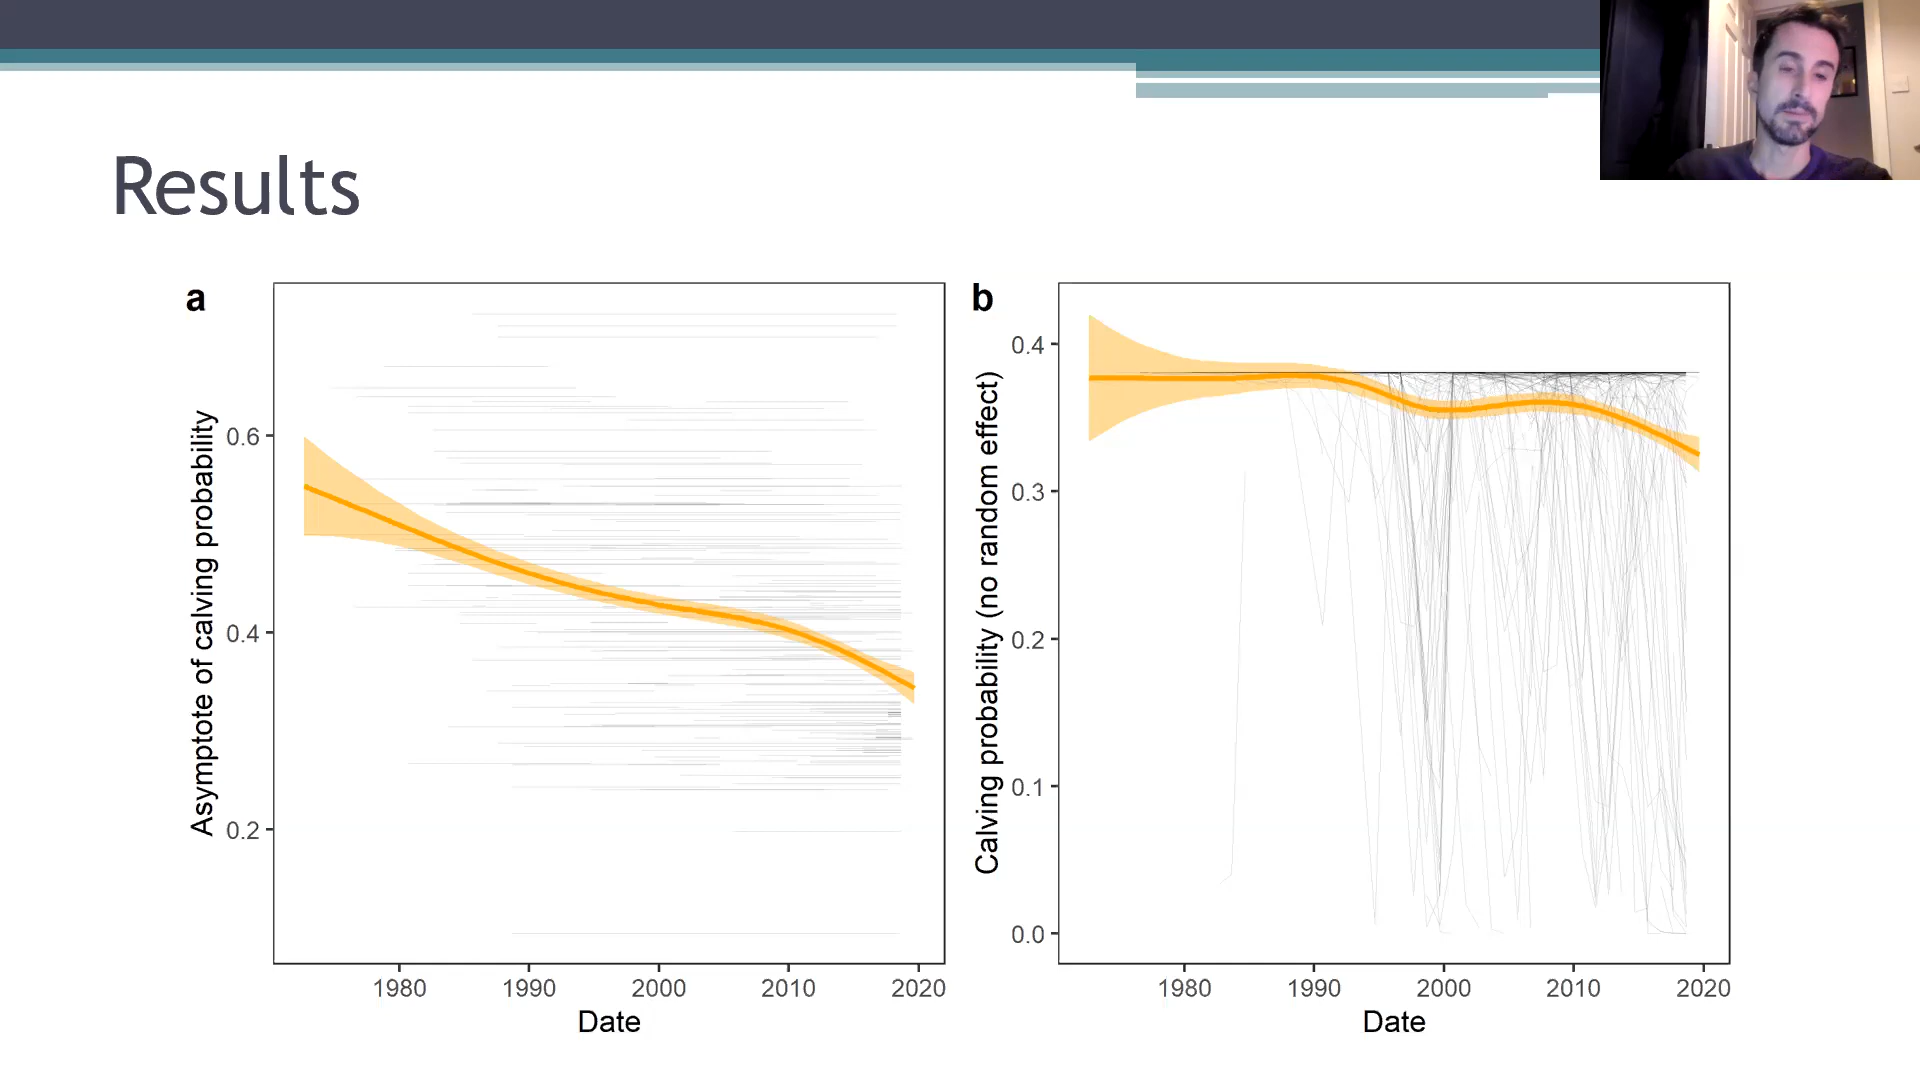 Results
a
Asymptote of calving probability
0.6
0.4
0.2
1980 1990 2000 2010 2020
Date
b
Calving probability (no random effect)
0.4
0.3
0.2
0.1
0.0
1980 1990 2000 2010 2020
Date